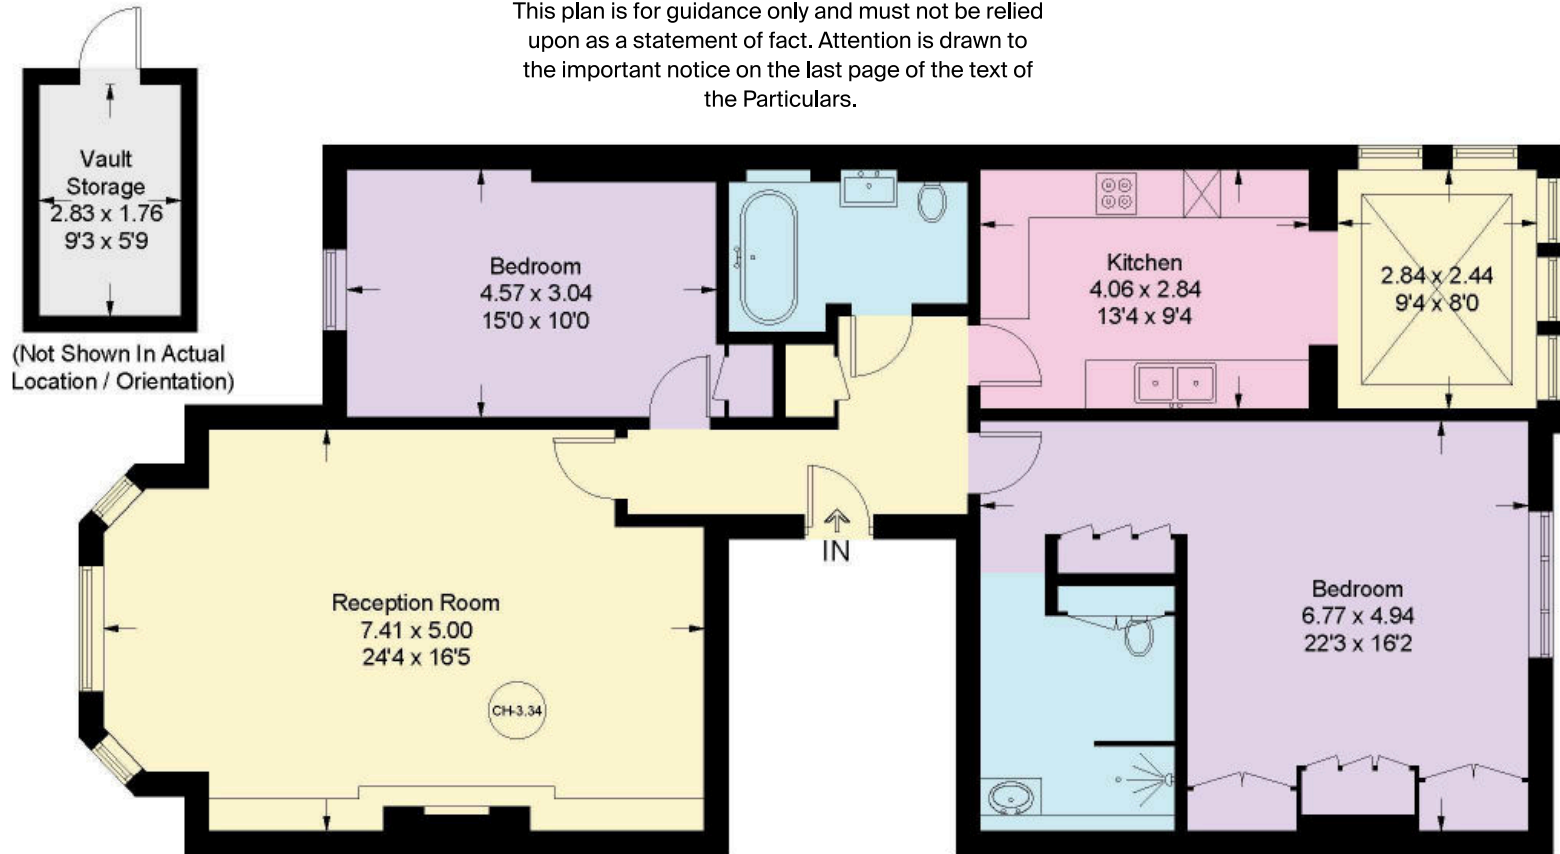 This plan is for guidance only and must not be relied
upon as a statement of fact. Attention is drawn to
the important notice on the last page of the text of
the Particulars.
Vault
Storage
2.83 x 1.76
9'3 x 5'9
(Not Shown In Actual
Location / Orientation)
Bedroom
4.57 x 3.04
15'0 x 10'0
Kitchen
4.06 x 2.84
13'4 x 9'4
2.84 x 2.44
9'4 x 8'0
IN
Reception Room
7.41 x 5.00
24'4 x 16'5
CH-3.34
Bedroom
6.77 x 4.94
22'3 x 16'2